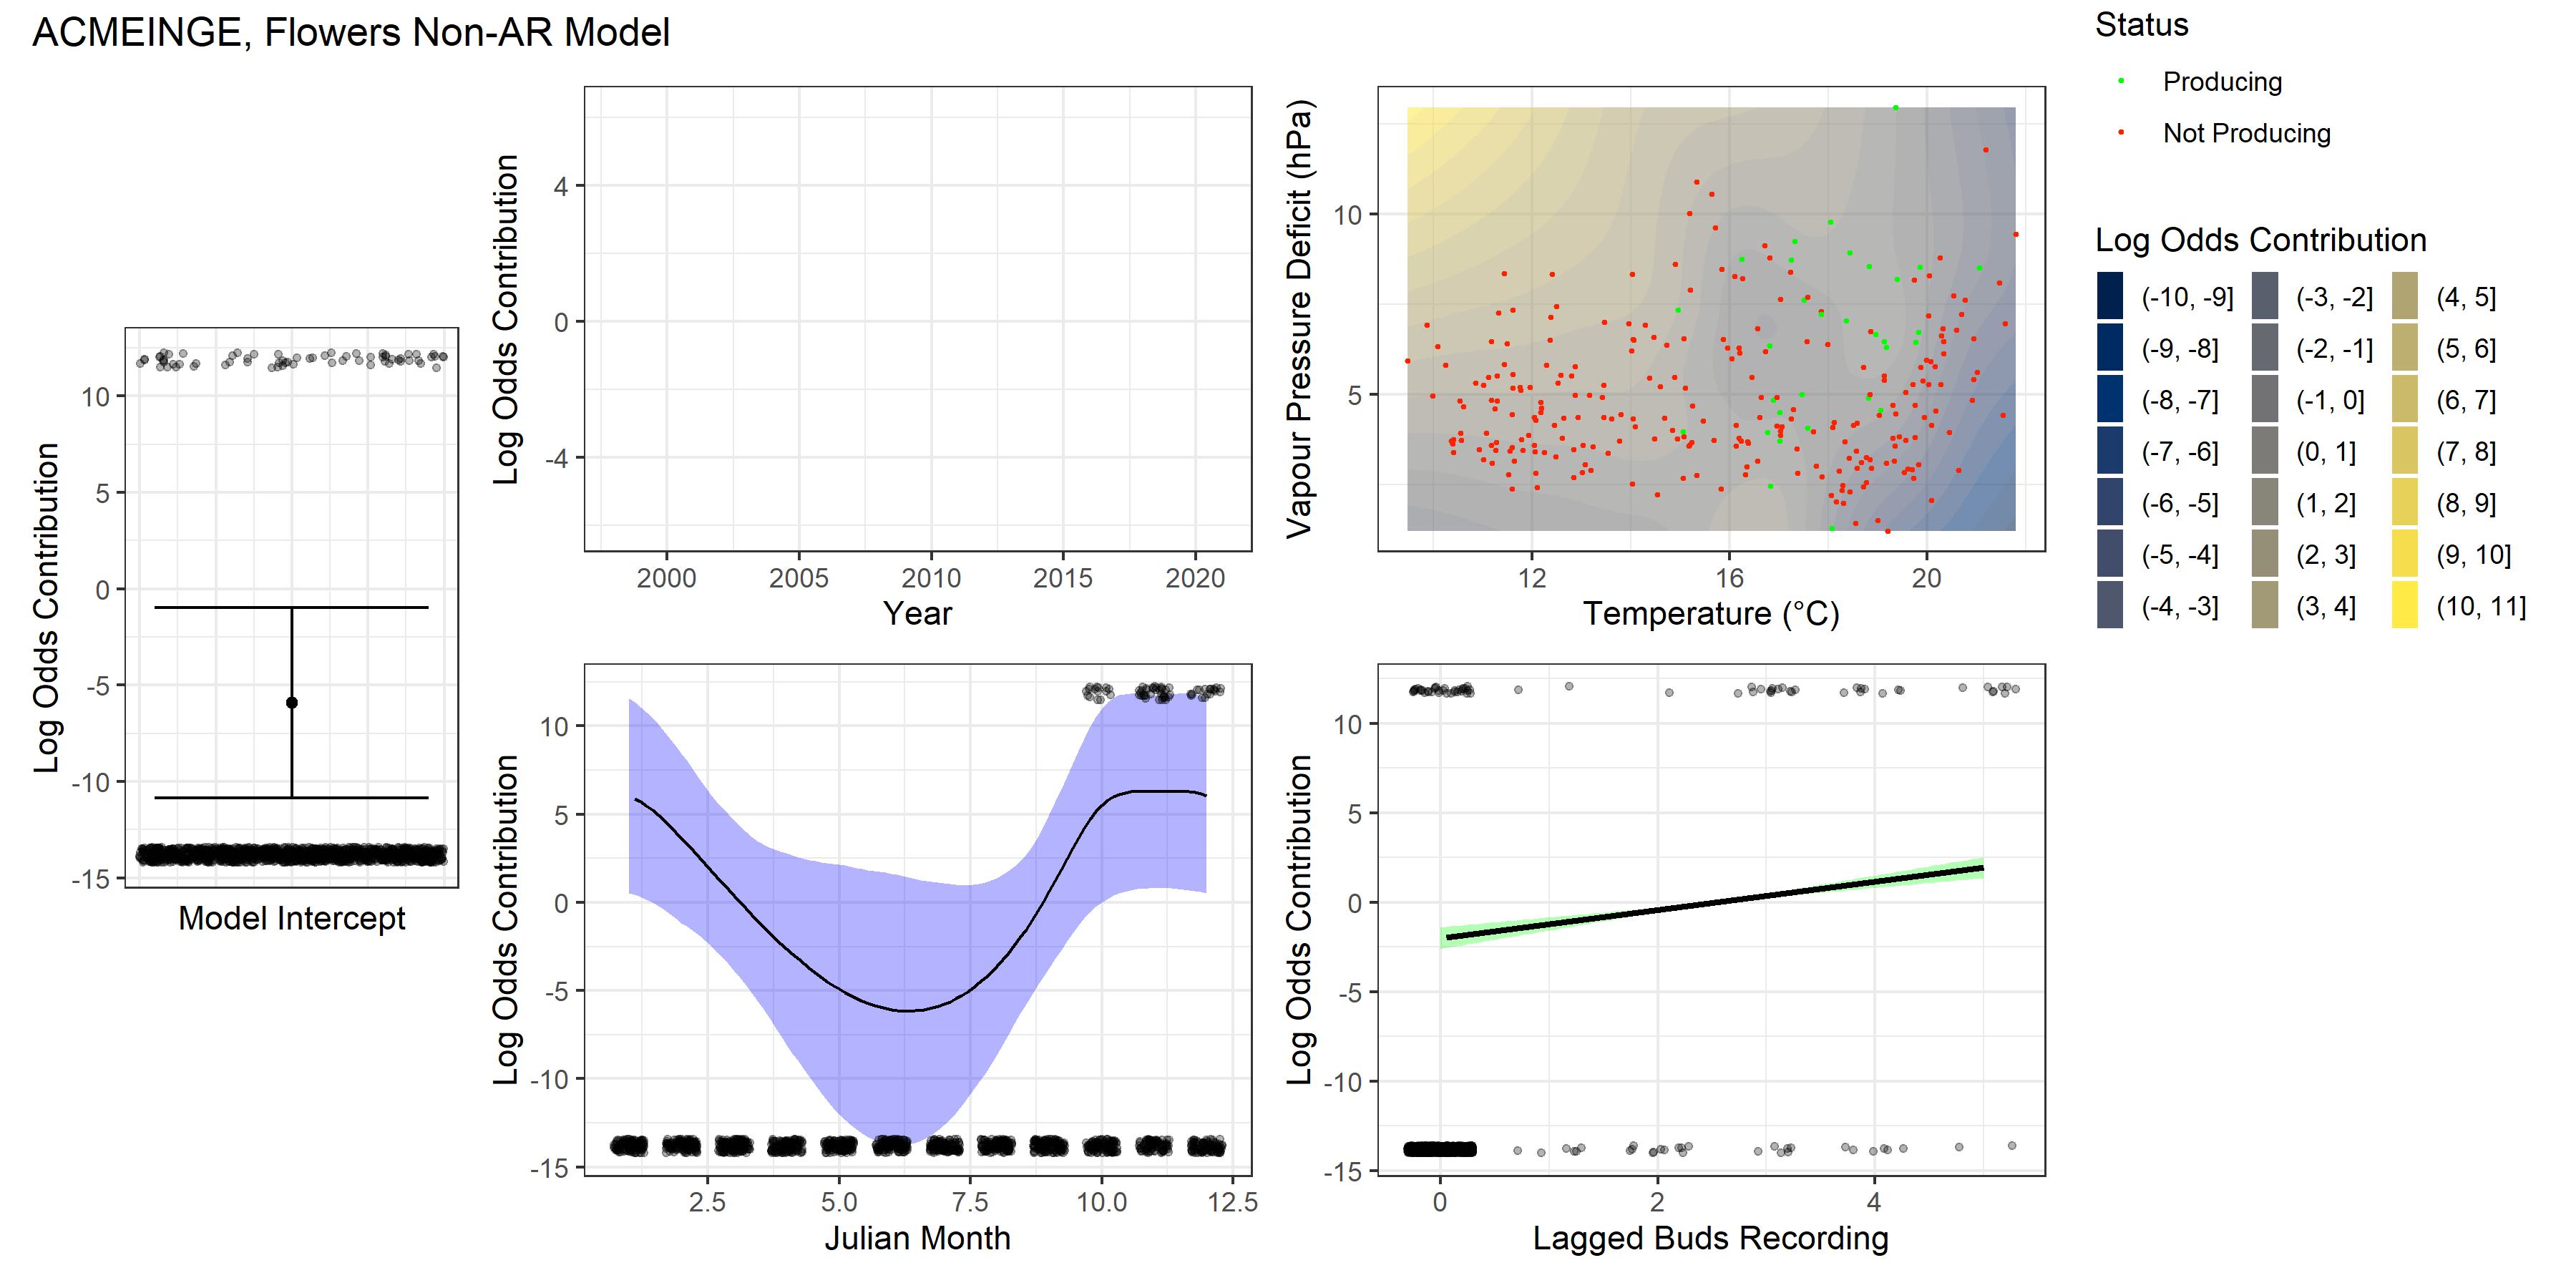 ACMEINGE, Flowers Non-AR Model
Log Odds Contribution
10
5
0
-5
-10
-15
Model Intercept
Log Odds Contribution
4
0
-4
2000 2005 2010 2015 2020
Year
Vapour Pressure Deficit (hPa)
10
5
12 16 20
Temperature (°C)
Log Odds Contribution
10
5
0
-5
-10
-15
2.5 5.0 7.5 10.0 12.5
Julian Month
Log Odds Contribution
10
5
0
-5
-10
-15
0 2 4
Lagged Buds Recording
Status
Producing
Not Producing
Log Odds Contribution
(-10, -9] (-3, -2] (4, 5]
(-9, -8] (-2, -1] (5, 6]
(-8, -7] (-1, 0] (6, 7]
(-7, -6] (0, 1] (7, 8]
(-6, -5] (1, 2] (8, 9]
(-5, -4] (2, 3] (9, 10]
(-4, -3] (3, 4] (10, 11]